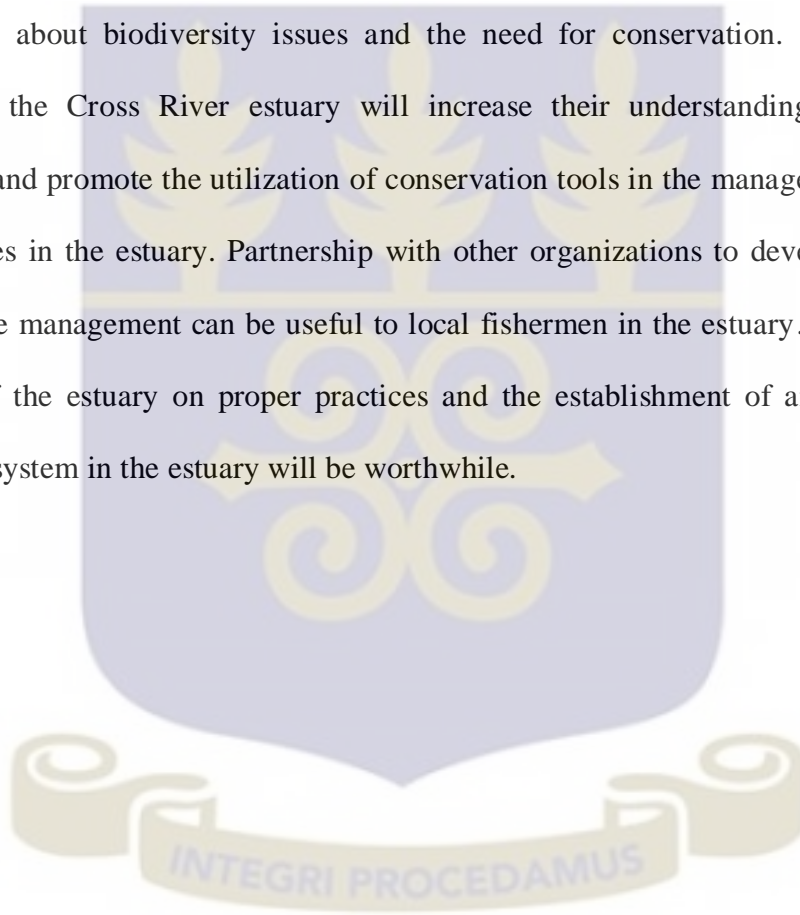 about biodiversity issues and the need for conservation.
the Cross River estuary will increase their understanding
and promote the utilization of conservation tools in the manage
es in the estuary. Partnership with other organizations to deve
e management can be useful to local fishermen in the estuary.
f the estuary on proper practices and the establishment of a
system in the estuary will be worthwhile.
INTEGRI PROCEDAMUS